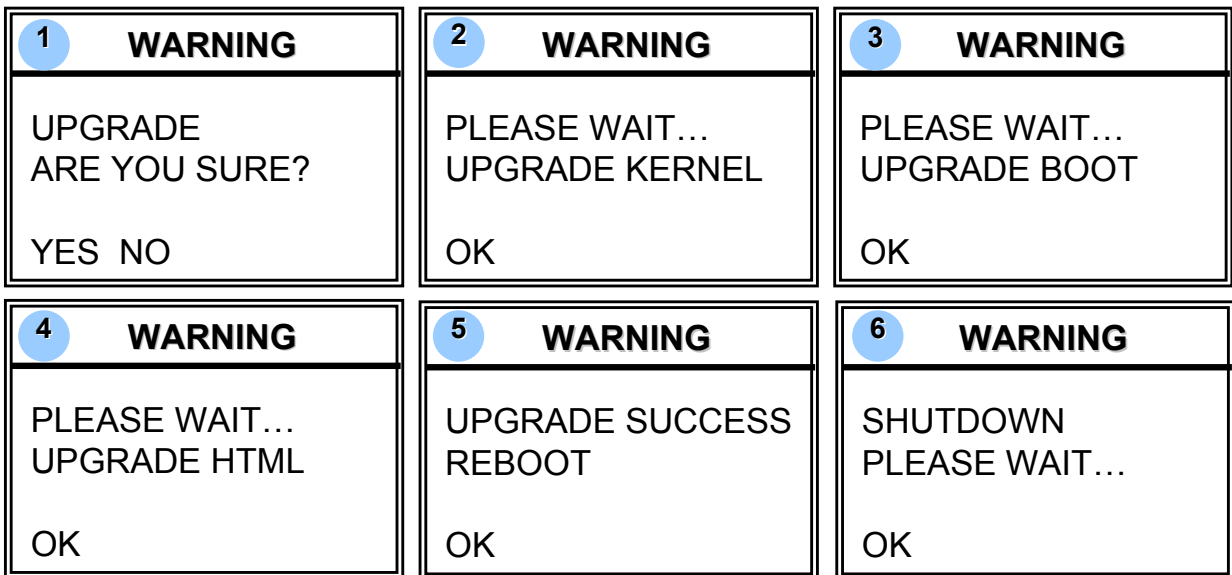 1 WARNING
UPGRADE
ARE YOU SURE?
YES NO
2 WARNING
PLEASE WAIT…
UPGRADE KERNEL
OK
3 WARNING
PLEASE WAIT…
UPGRADE BOOT
OK
4 WARNING
PLEASE WAIT…
UPGRADE HTML
OK
5 WARNING
UPGRADE SUCCESS
REBOOT
OK
6 WARNING
SHUTDOWN
PLEASE WAIT…
OK